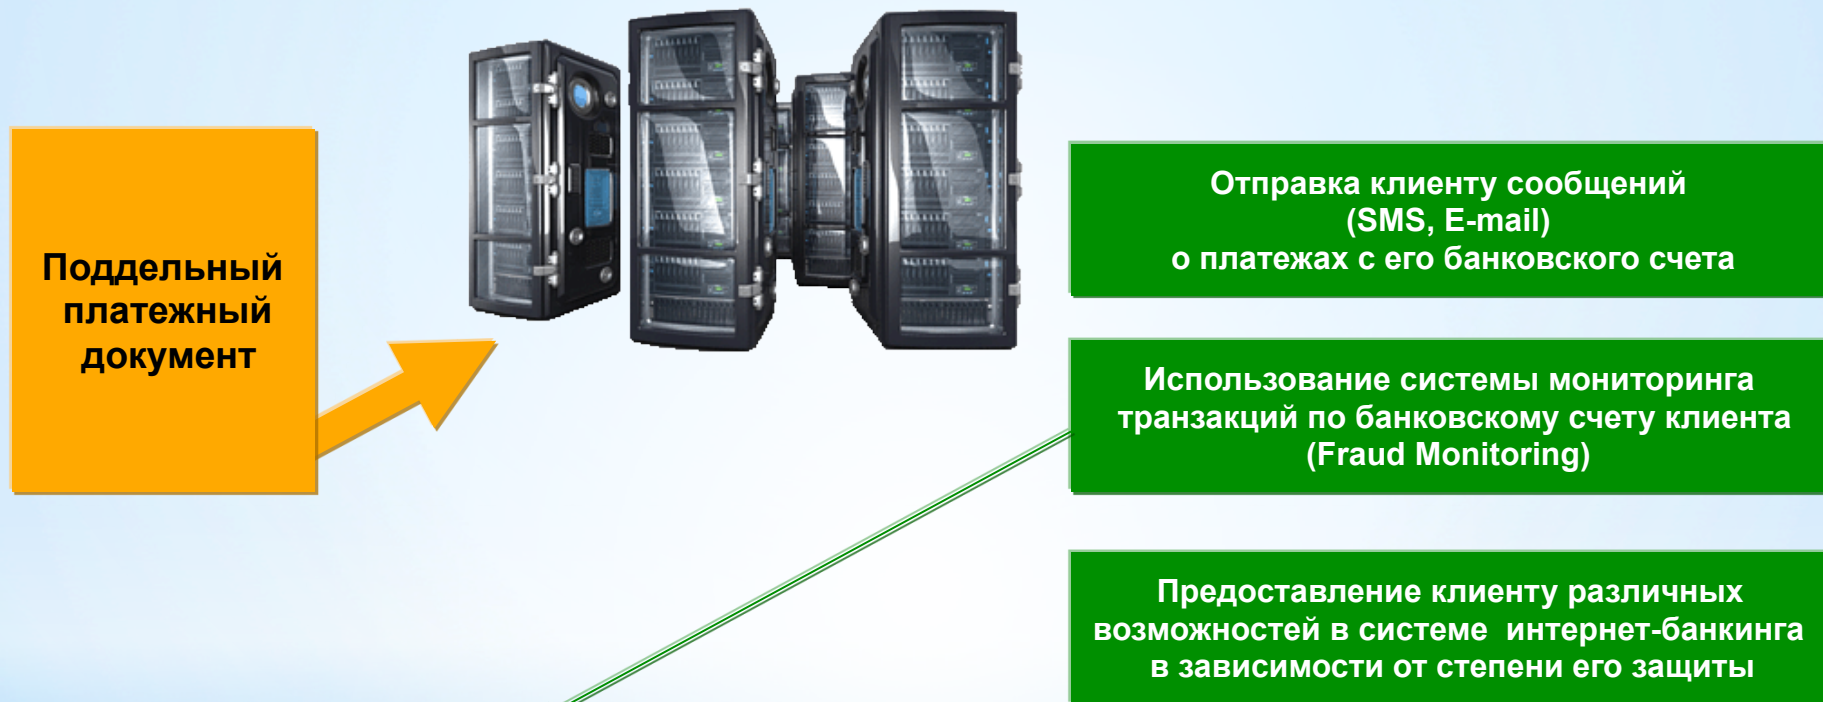 Поддельный
платежный
документ
Отправка клиенту сообщений
(SMS, E-mail)
о платежах с его банковского счета
Использование системы мониторинга
транзакций по банковскому счету клиента
(Fraud Monitoring)
Предоставление клиенту различных
возможностей в системе интернет-банкинга
в зависимости от степени его защиты